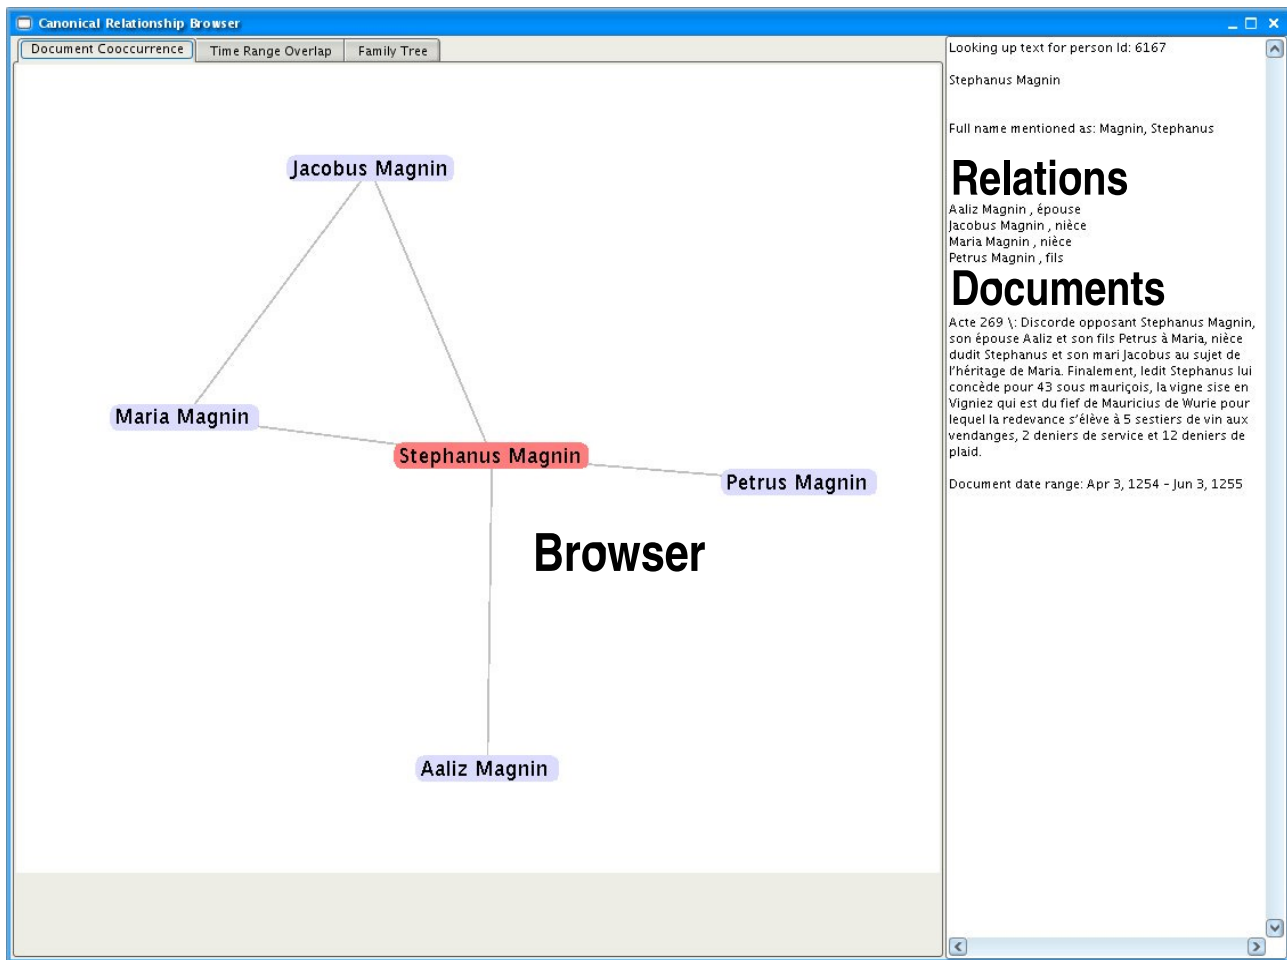 Canonical Relationship Browser
Document Cooccurrence
Time Range Overlap
Family Tree
Jacobus Magnin
Maria Magnin
Stephanus Magnin
Petrus Magnin
Browser
Aaliz Magnin
Looking up text for person Id: 6167
Stephanus Magnin
Full name mentioned as: Magnin, Stephanus
Relations
Aaliz Magnin , épouse
Jacobus Magnin , nièce
Maria Magnin , nièce
Petrus Magnin , fils
Documents
Acte 269 \: Discorde opposant Stephanus Magnin,
son épouse Aaliz et son fils Petrus à Maria, nièce
dudit Stephanus et son mari Jacobus au sujet de
l'héritage de Maria. Finalement, ledit Stephanus lui
concède pour 43 sous mauriçois, la vigne sise en
Vigniez qui est du fief de Mauricius de Wurie pour
lequel la redevance s'élève à 5 sestiers de vin aux
vendanges, 2 deniers de service et 12 deniers de
plaid.
Document date range: Apr 3, 1254 – Jun 3, 1255